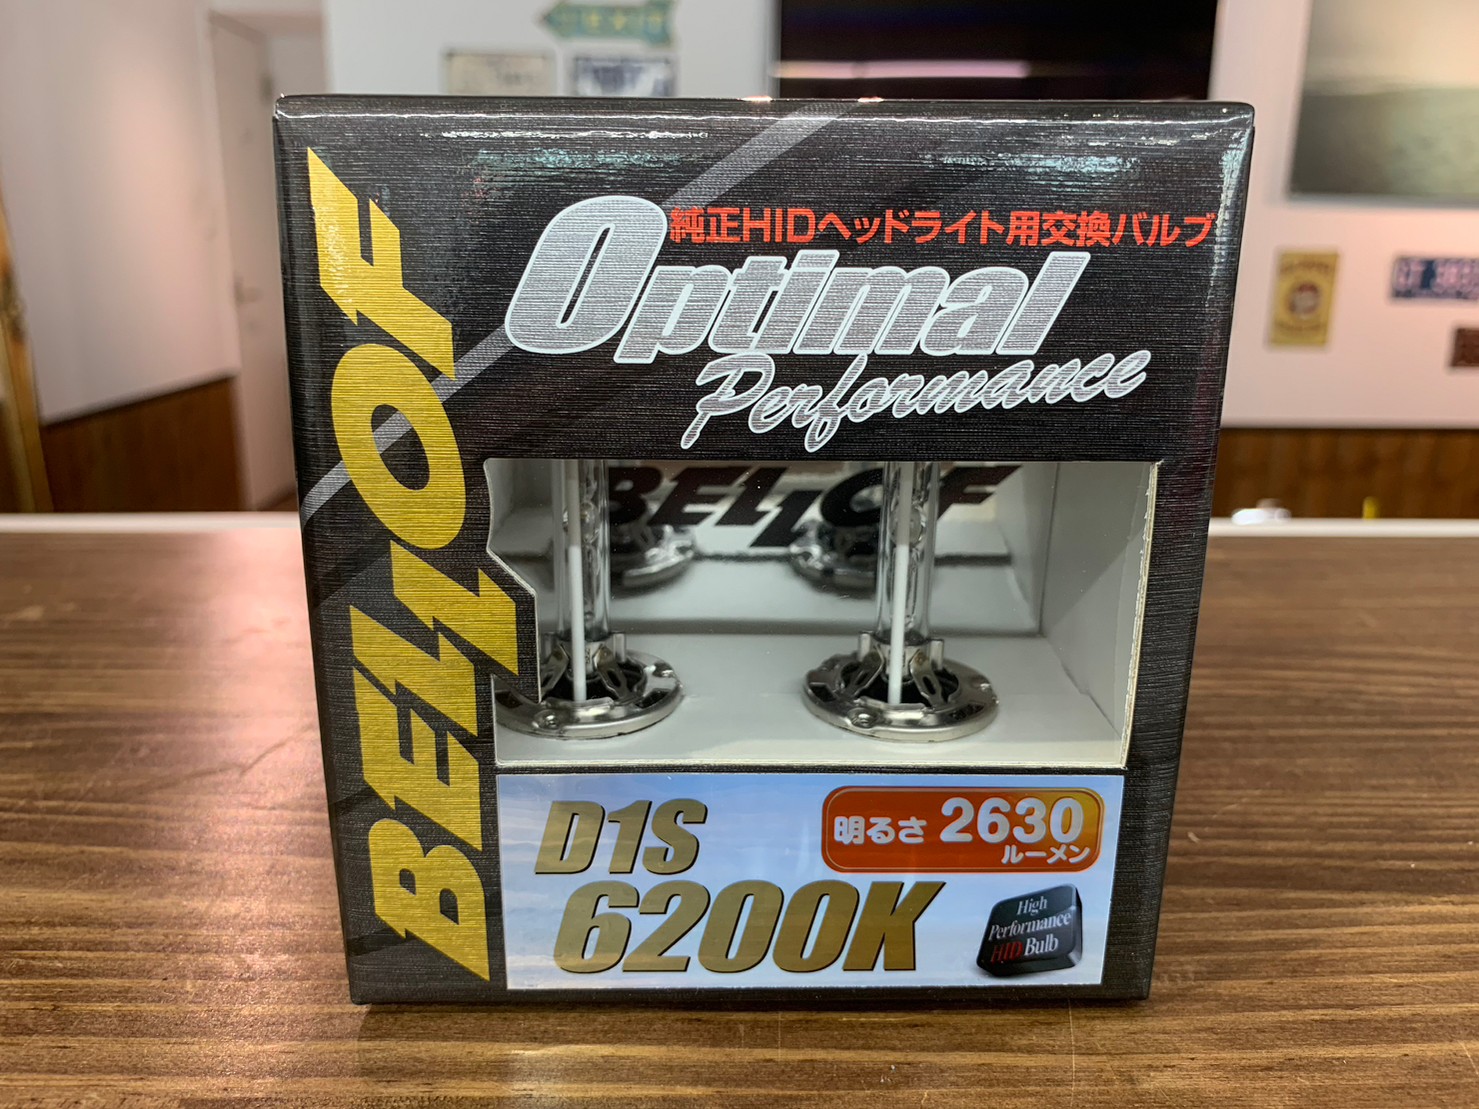 BELLOF
純正HIDヘッドライト用交換バルブ
Optimal
Performance
BELLOF
D1S
6200K
明るさ 2630
ルーメン
High
Performance
HID Bulb